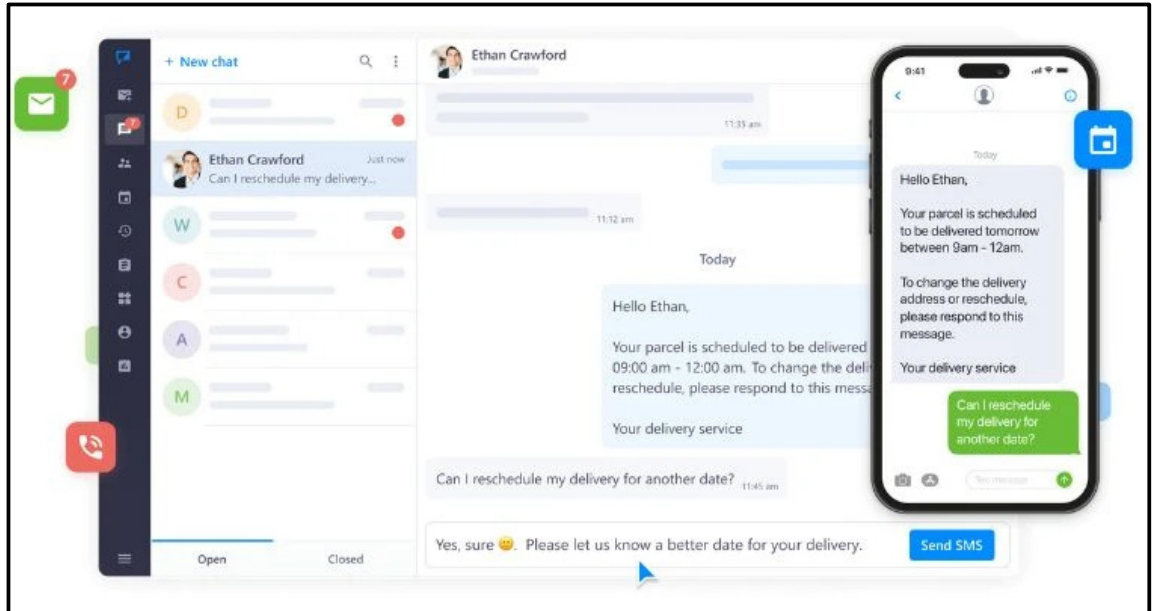 7
7
+ New chat
D
Ethan Crawford
Just now
Can I reschedule my delivery...
W
C
A
M
Open
Closed
Ethan Crawford
11:35 am
11:12 am
Today
Hello Ethan,
Your parcel is scheduled to be delivered
09:00 am - 12:00 am. To change the deli
reschedule, please respond to this messa
Your delivery service
Can I reschedule my delivery for another date?
11:45 am
Yes, sure 😀. Please let us know a better date for your delivery.
Send SMS
9:41
Today
Hello Ethan,
Your parcel is scheduled
to be delivered tomorrow
between 9am - 12am.
To change the delivery
address or reschedule,
please respond to this
message.
Your delivery service
Can I reschedule
my delivery for
another date?
Text message